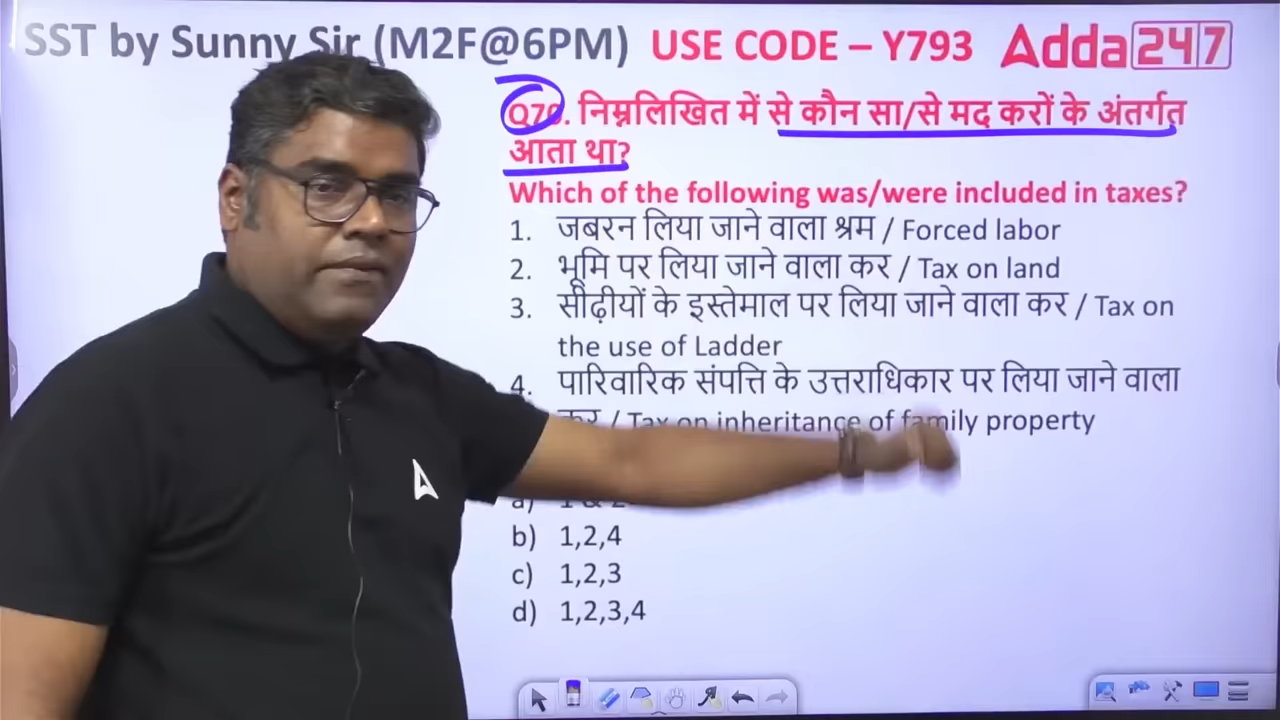 SST by Sunny Sir (M2F@6PM) USE CODE – Y793 Adda247
निम्नलिखित में से कौन सा/से मद करों के अंतर्गत
आता था?
Which of the following was/were included in taxes?
1. जबरन लिया जाने वाला श्रम / Forced labor
2. भूमि पर लिया जाने वाला कर / Tax on land
3. सीढ़ीयों के इस्तेमाल पर लिया जाने वाला कर / Tax on
the use of Ladder
4. पारिवारिक संपत्ति के उत्तराधिकार पर लिया जाने वाला
कर / Tax on inheritance of family property
a) 1 & 2
b) 1,2,4
c) 1,2,3
d) 1,2,3,4